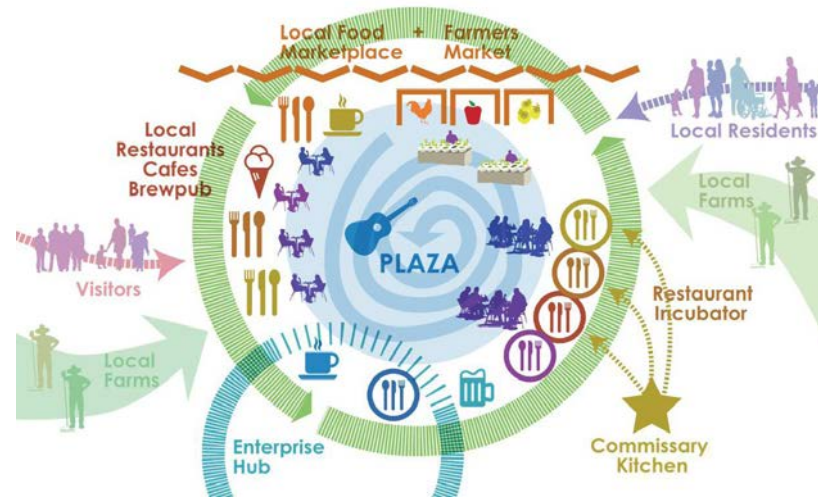 Local Food + Farmers
Marketplace Market
Local
Restaurants
Cafes
Brewpub
Local Residents
Local
Farms
PLAZA
Visitors
Restaurant
Incubator
Local
Farms
Enterprise
Hub
Commissary
Kitchen